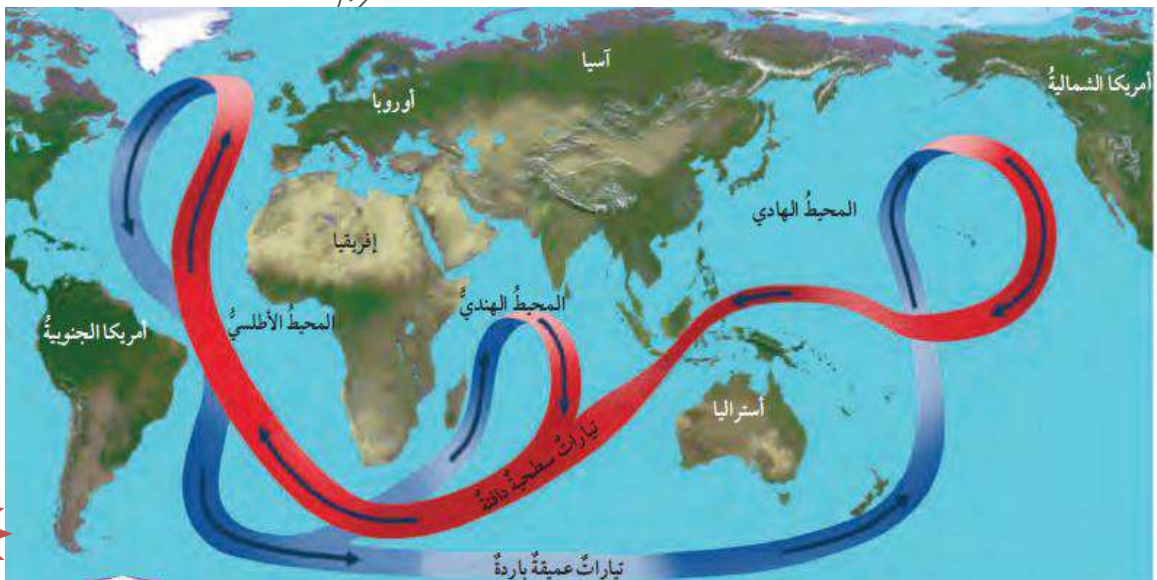 آسيا
أمريكا الشماليةُ
أوروبا
المحيطُ الهادي
إفريقيا
المحيطُ الهنديُّ
المحيطُ الأطلسيُّ
أمريكا الجنوبيةُ
أستراليا
تياراتٌ سطحيةٌ دافئةٌ
تياراتٌ عميقةٌ باردةٌ